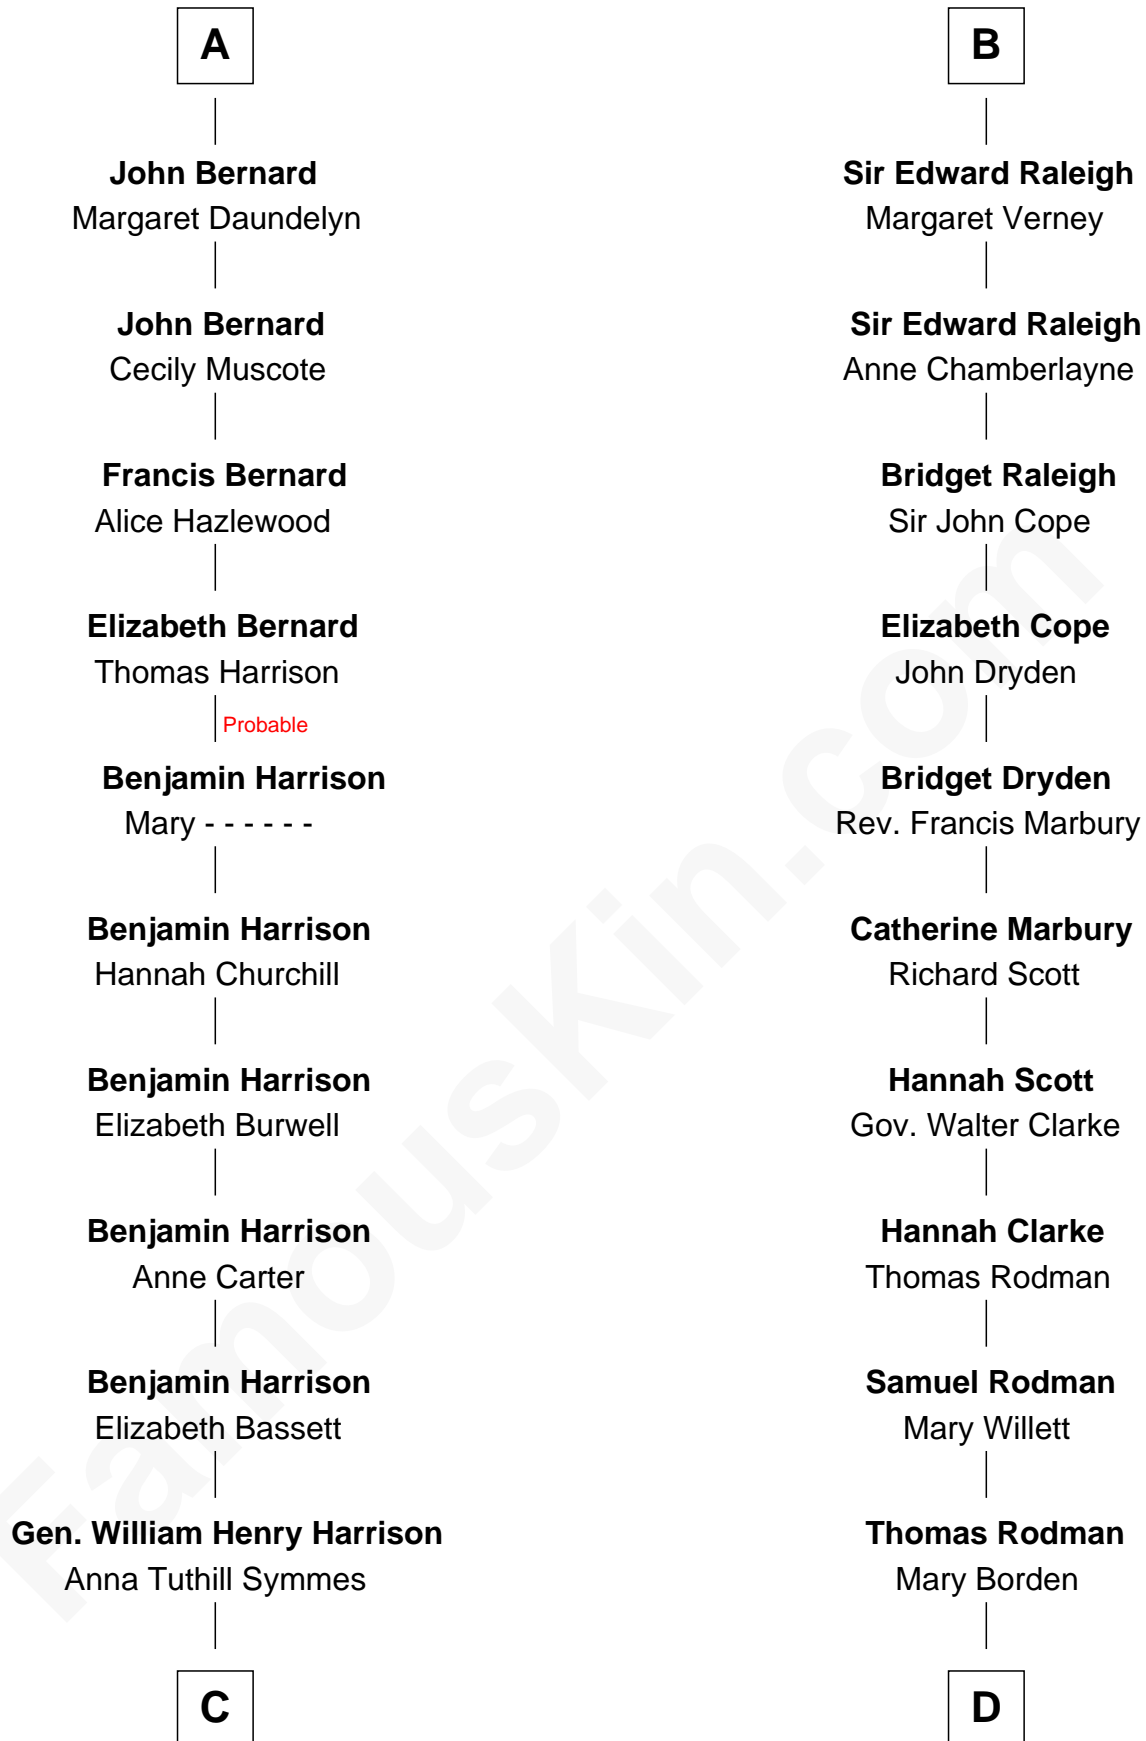 A
John Bernard
Margaret Daundelyn
John Bernard
Cecily Muscote
Francis Bernard
Alice Hazlewood
Elizabeth Bernard
Thomas Harrison
Probable
Benjamin Harrison
Mary - - - - - -
Benjamin Harrison
Hannah Churchill
Benjamin Harrison
Elizabeth Burwell
Benjamin Harrison
Anne Carter
Benjamin Harrison
Elizabeth Bassett
Gen. William Henry Harrison
Anna Tuthill Symmes
C
B
Sir Edward Raleigh
Margaret Verney
Sir Edward Raleigh
Anne Chamberlayne
Bridget Raleigh
Sir John Cope
Elizabeth Cope
John Dryden
Bridget Dryden
Rev. Francis Marbury
Catherine Marbury
Richard Scott
Hannah Scott
Gov. Walter Clarke
Hannah Clarke
Thomas Rodman
Samuel Rodman
Mary Willett
Thomas Rodman
Mary Borden
D
FamousKin.com